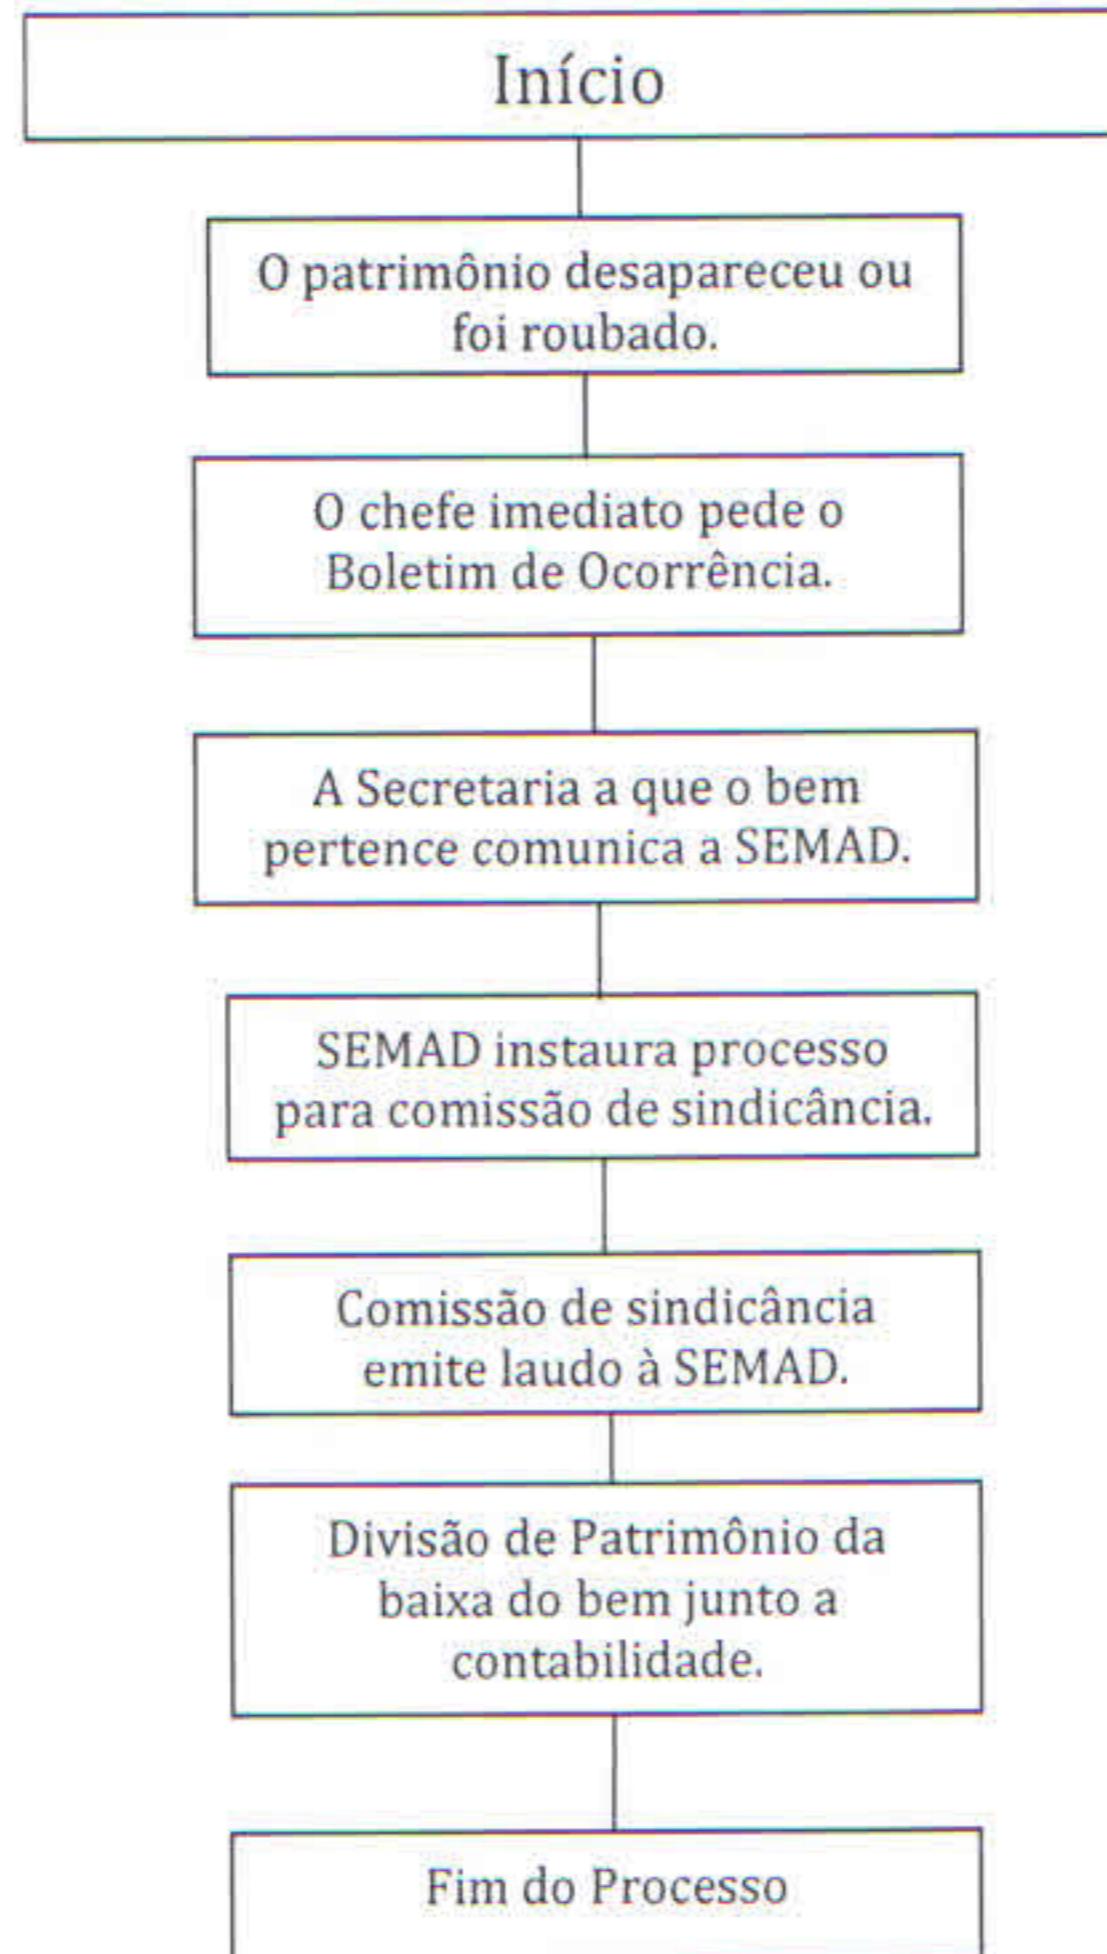 Início
O patrimônio desapareceu ou
foi roubado.
O chefe imediato pede o
Boletim de Ocorrência.
A Secretaria a que o bem
pertence comunica a SEMAD.
SEMAD instaura processo
para comissão de sindicância.
Comissão de sindicância
emite laudo à SEMAD.
Divisão de Patrimônio da
baixa do bem junto a
contabilidade.
Fim do Processo